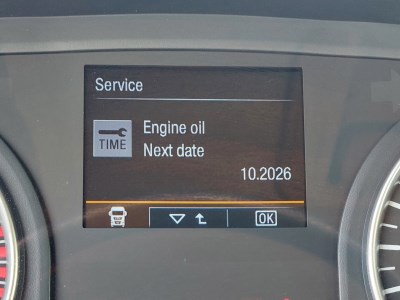 Service
Engine oil
TIME
Next date
10.2026
OK